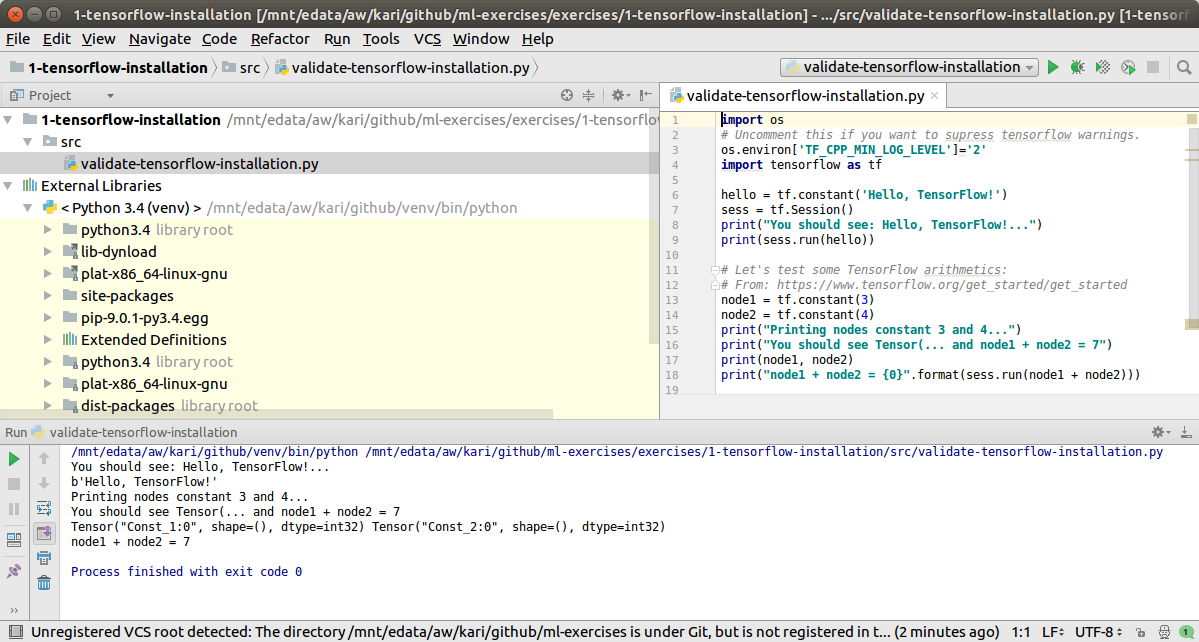 1-tensorflow-installation [/mnt/edata/aw/kari/github/ml-exercises/exercises/1-tensorflow-installation] - .../src/validate-tensorflow-installation.py [1-tensorf
File Edit View Navigate Code Refactor Run Tools VCS Window Help
1-tensorflow-installation src validate-tensorflow-installation.py validate-tensorflow-installation
Project
1-tensorflow-installation /mnt/edata/aw/kari/github/ml-exercises/exercises/1-tensorflow
src
validate-tensorflow-installation.py
External Libraries
< Python 3.4 (venv) > /mnt/edata/aw/kari/github/venv/bin/python
python3.4 library root
lib-dynload
plat-x86_64-linux-gnu
site-packages
pip-9.0.1-py3.4.egg
Extended Definitions
python3.4 library root
plat-x86_64-linux-gnu
dist-packages library root
validate-tensorflow-installation.py
1 import os
2 # Uncomment this if you want to supress tensorflow warnings.
3 os.environ['TF_CPP_MIN_LOG_LEVEL']='2'
4 import tensorflow as tf
5
6 hello = tf.constant('Hello, TensorFlow!')
7 sess = tf.Session()
8 print("You should see: Hello, TensorFlow!...")
9 print(sess.run(hello))
10
11 # Let's test some TensorFlow arithmetics:
12 # From: https://www.tensorflow.org/get_started/get_started
13 node1 = tf.constant(3)
14 node2 = tf.constant(4)
15 print("Printing nodes constant 3 and 4...")
16 print("You should see Tensor(... and node1 + node2 = 7")
17 print(node1, node2)
18 print("node1 + node2 = {0}".format(sess.run(node1 + node2)))
19
Run validate-tensorflow-installation
/mnt/edata/aw/kari/github/venv/bin/python /mnt/edata/aw/kari/github/ml-exercises/exercises/1-tensorflow-installation/src/validate-tensorflow-installation.py
You should see: Hello, TensorFlow!...
b'Hello, TensorFlow!'
Printing nodes constant 3 and 4...
You should see Tensor(... and node1 + node2 = 7
Tensor("Const_1:0", shape=(), dtype=int32) Tensor("Const_2:0", shape=(), dtype=int32)
node1 + node2 = 7
Process finished with exit code 0
Unregistered VCS root detected: The directory /mnt/edata/aw/kari/github/ml-exercises is under Git, but is not registered in t... (2 minutes ago) 1:1 LF UTF-8 1